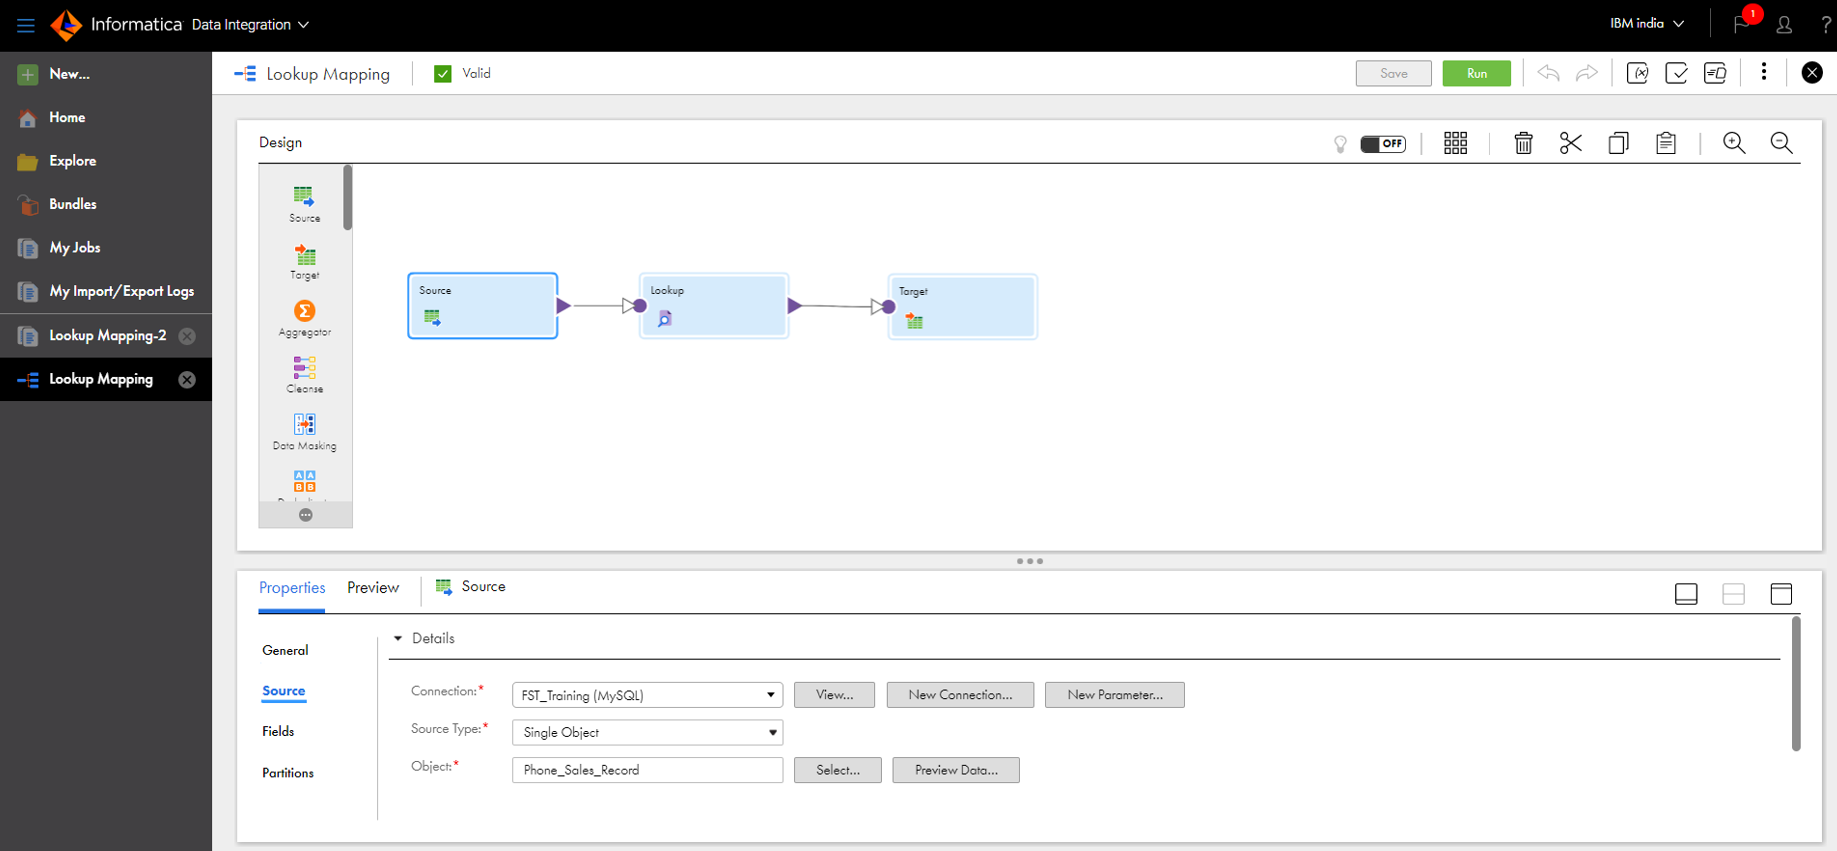 Informatica Data Integration
IBM india
1
?
New...
Home
Explore
Bundles
My Jobs
My Import/Export Logs
Lookup Mapping-2
Lookup Mapping
Lookup Mapping
Valid
Save
Run
Design
OFF
Source
Target
Aggregator
Cleanse
Data Masking
Source
Lookup
Target
Properties
Preview
Source
General
Source
Fields
Partitions
Details
Connection:*
FST_Training (MySQL)
View...
New Connection...
New Parameter...
Source Type:*
Single Object
Object:*
Phone_Sales_Record
Select...
Preview Data...